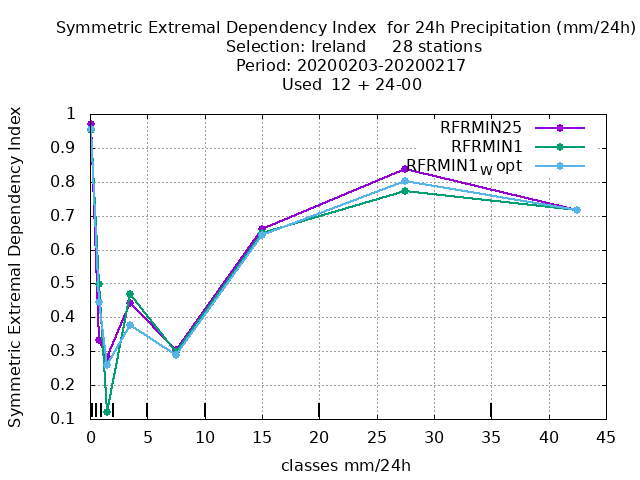 Symmetric Extremal Dependency Index  for 24h Precipitation (mm/24h)
Selection: Ireland     28 stations
Period: 20200203-20200217
Used  12 + 24-00
Symmetric Extremal Dependency Index
1
0.9
0.8
0.7
0.6
0.5
0.4
0.3
0.2
0.1
RFRMIN25
RFRMIN1
RFRMIN1w opt
0 5 10 15 20 25 30 35 40 45
classes mm/24h